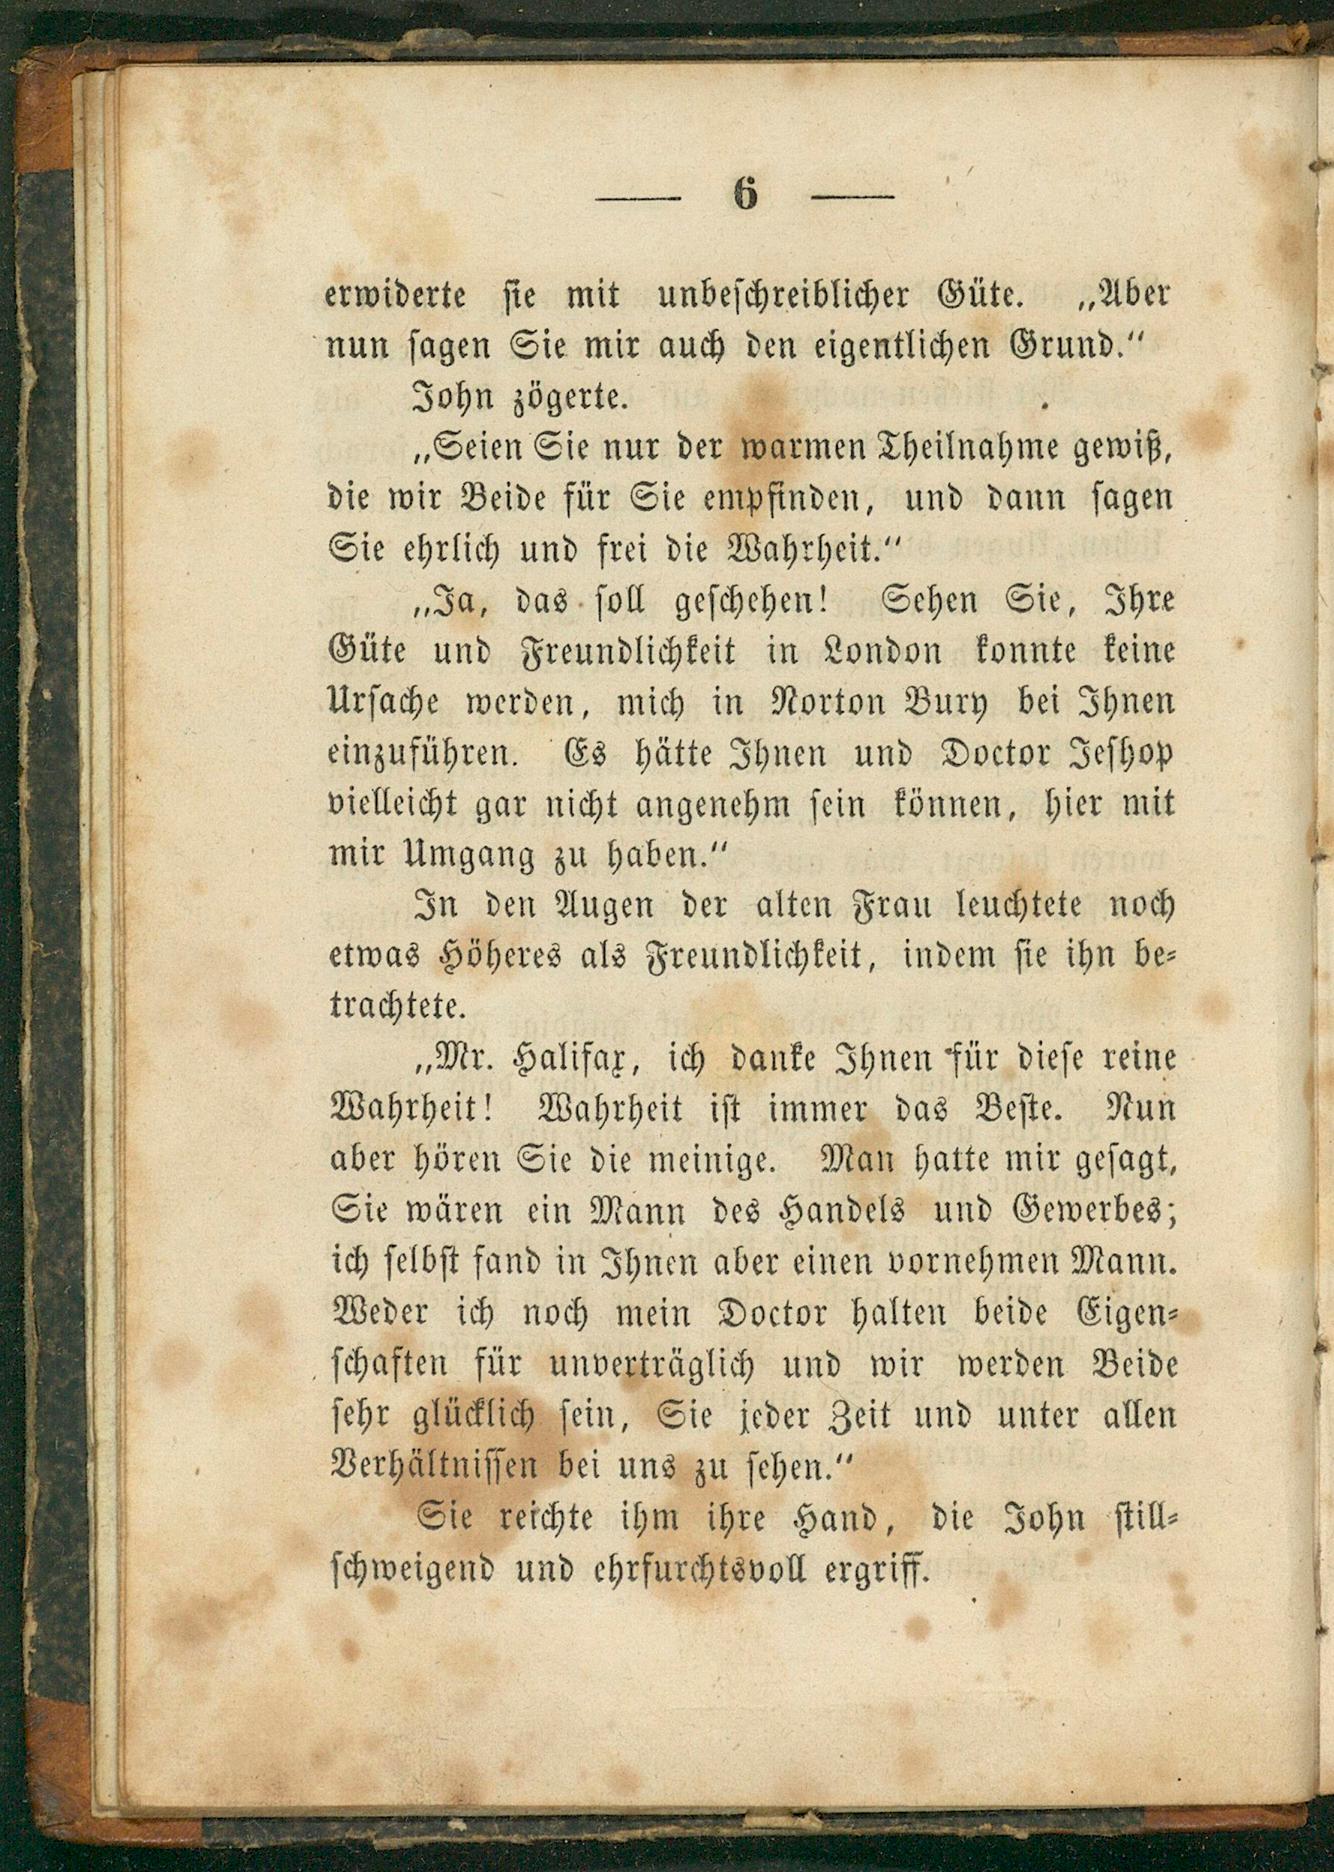 — 6 —
erwiderte sie mit unbeschreiblicher Güte. „Aber
nun sagen Sie mir auch den eigentlichen Grund.“
John zögerte.
„Seien Sie nur der warmen Theilnahme gewiß,
die wir Beide für Sie empfinden, und dann sagen
Sie ehrlich und frei die Wahrheit.“
„Ja, das soll geschehen! Sehen Sie, Ihre
Güte und Freundlichkeit in London konnte keine
Ursache werden, mich in Norton Bury bei Ihnen
einzuführen. Es hätte Ihnen und Doctor Jeshop
vielleicht gar nicht angenehm sein können, hier mit
mir Umgang zu haben.“
In den Augen der alten Frau leuchtete noch
etwas Höheres als Freundlichkeit, indem sie ihn be-
trachtete.
„Mr. Halifax, ich danke Ihnen für diese reine
Wahrheit! Wahrheit ist immer das Beste. Nun
aber hören Sie die meinige. Man hatte mir gesagt,
Sie wären ein Mann des Handels und Gewerbes;
ich selbst fand in Ihnen aber einen vornehmen Mann.
Weder ich noch mein Doctor halten beide Eigen-
schaften für unverträglich und wir werden Beide
sehr glücklich sein, Sie jeder Zeit und unter allen
Verhältnissen bei uns zu sehen.“
Sie reichte ihm ihre Hand, die John still-
schweigend und ehrfurchtsvoll ergriff.